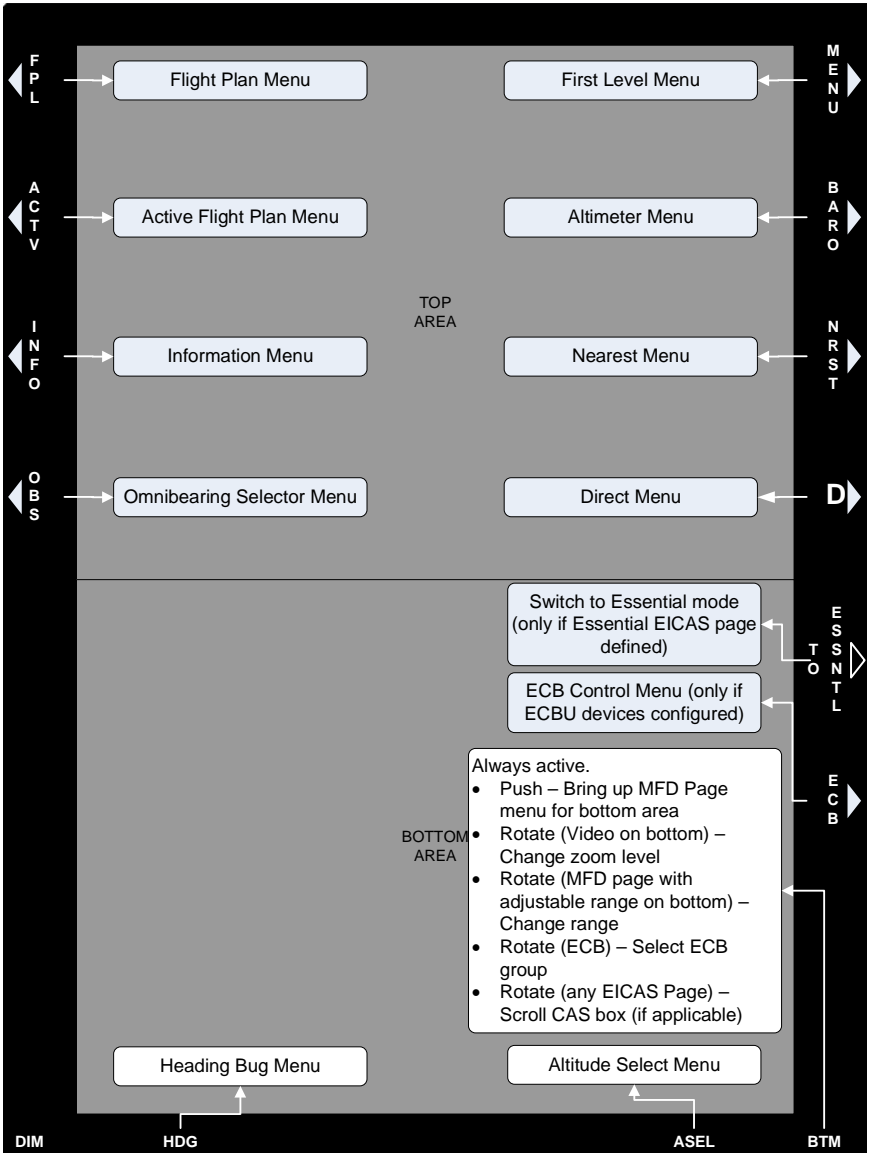 FPL
Flight Plan Menu
First Level Menu
MENU
ACTV
Active Flight Plan Menu
Altimeter Menu
BARO
TOP
AREA
INFO
Information Menu
Nearest Menu
NRST
OBS
Omnibearing Selector Menu
Direct Menu
D
Switch to Essential mode
(only if Essential EICAS page
defined)
TO
ESSNTL
ECB Control Menu (only if
ECBU devices configured)
ECB
BOTTOM
AREA
Always active.
• Push – Bring up MFD Page
menu for bottom area
• Rotate (Video on bottom) –
Change zoom level
• Rotate (MFD page with
adjustable range on bottom) –
Change range
• Rotate (ECB) – Select ECB
group
• Rotate (any EICAS Page) –
Scroll CAS box (if applicable)
Heading Bug Menu
Altitude Select Menu
DIM
HDG
ASEL
BTM